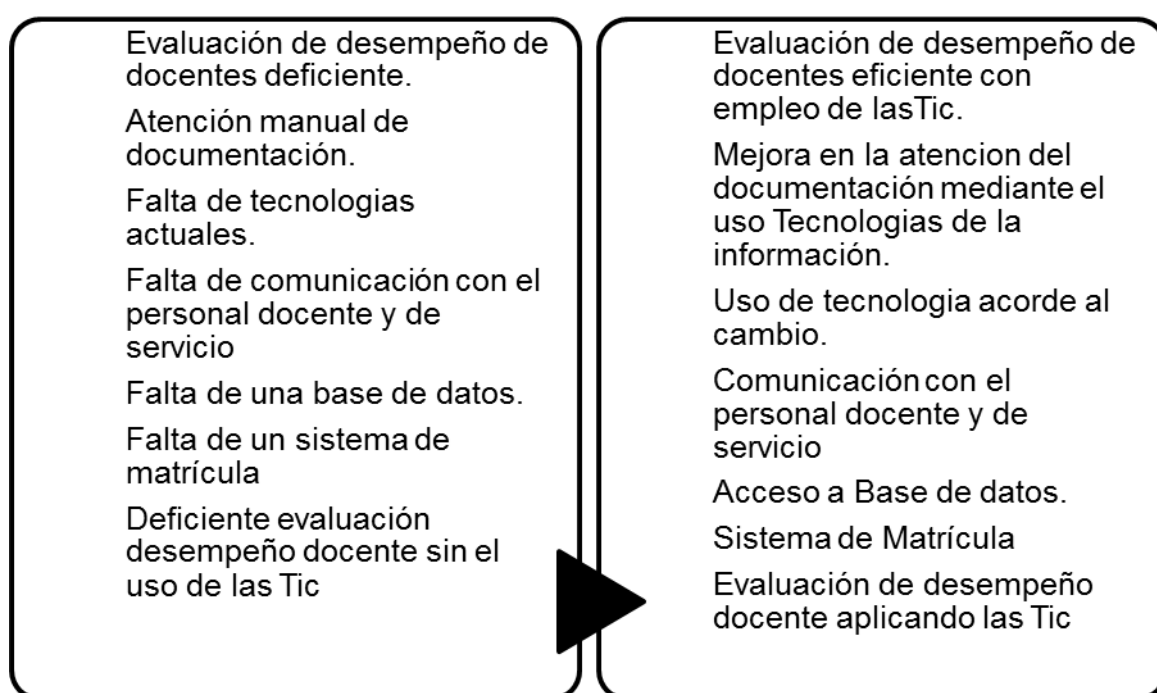 Evaluación de desempeño de
docentes deficiente.
Atención manual de
documentación.
Falta de tecnologias
actuales.
Falta de comunicación con el
personal docente y de
servicio
Falta de una base de datos.
Falta de un sistema de
matrícula
Deficiente evaluación
desempeño docente sin el
uso de las Tic
Evaluación de desempeño de
docentes eficiente con
empleo de lasTic.
Mejora en la atencion del
documentación mediante el
uso Tecnologias de la
información.
Uso de tecnologia acorde al
cambio.
Comunicación con el
personal docente y de
servicio
Acceso a Base de datos.
Sistema de Matrícula
Evaluación de desempeño
docente aplicando las Tic